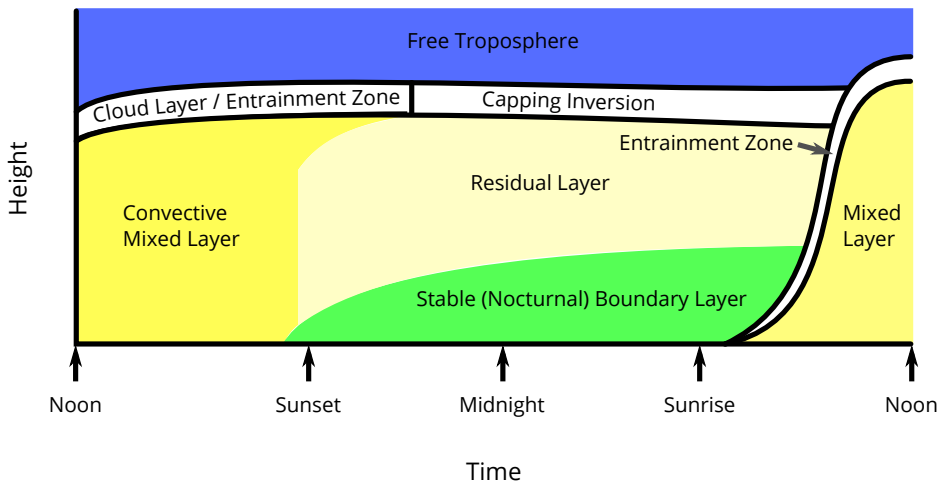 Free Troposphere
Cloud Layer / Entrainment Zone
Capping Inversion
Entrainment Zone
Residual Layer
Convective
Mixed Layer
Mixed
Layer
Stable (Nocturnal) Boundary Layer
Height
Noon
Sunset
Midnight
Sunrise
Noon
Time